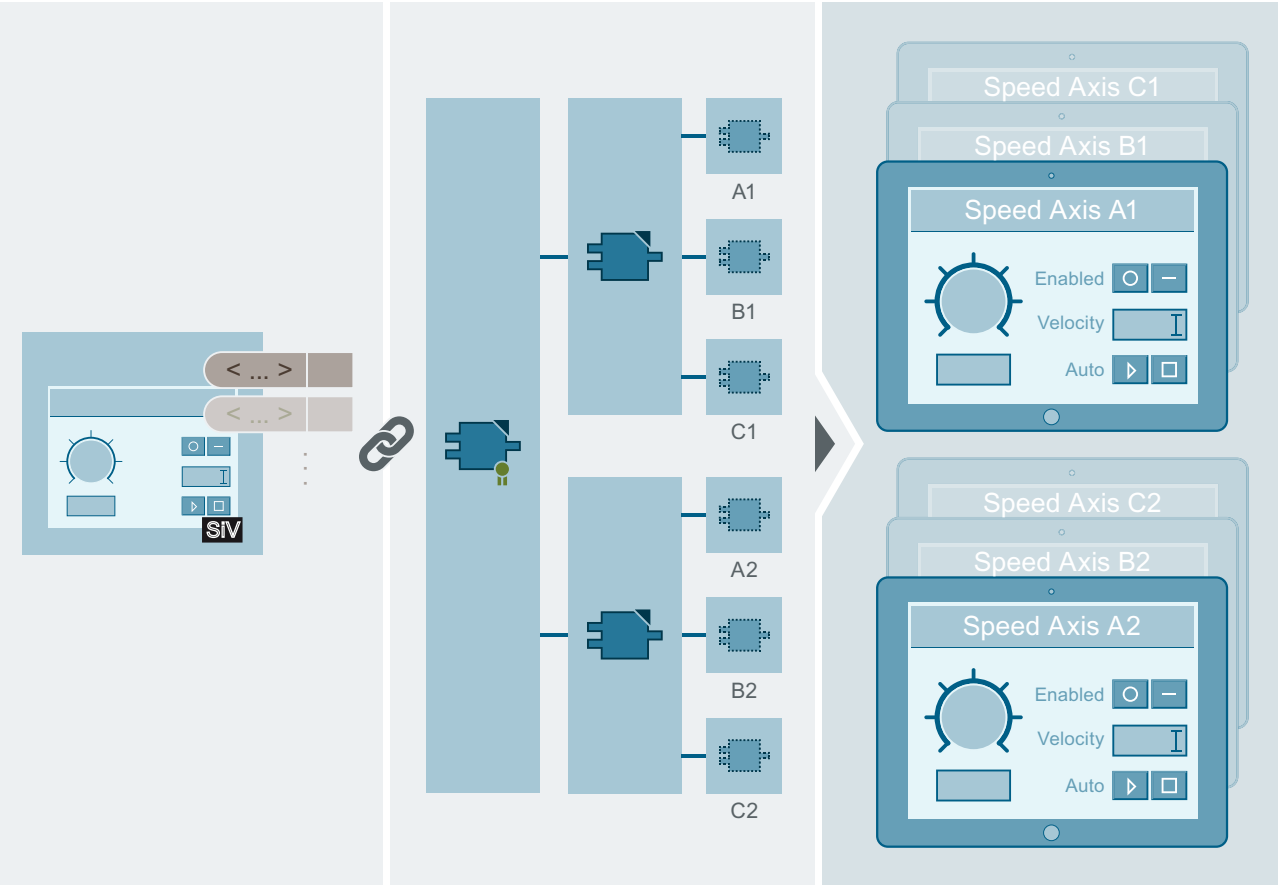 < ... >
< ... >
SiV
A1
B1
C1
A2
B2
C2
Speed Axis C1
Speed Axis B1
Speed Axis A1
Enabled
Velocity
Auto
Speed Axis C2
Speed Axis B2
Speed Axis A2
Enabled
Velocity
Auto